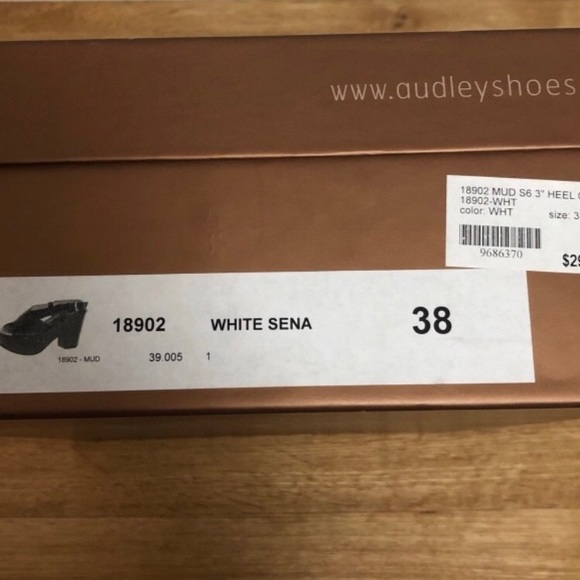 www.audleyshoes
18902 MUD S6 3" HEEL
18902-WHT
color: WHT size: 3
9686370
$29
18902 WHITE SENA 38
18902 - MUD 39.005 1